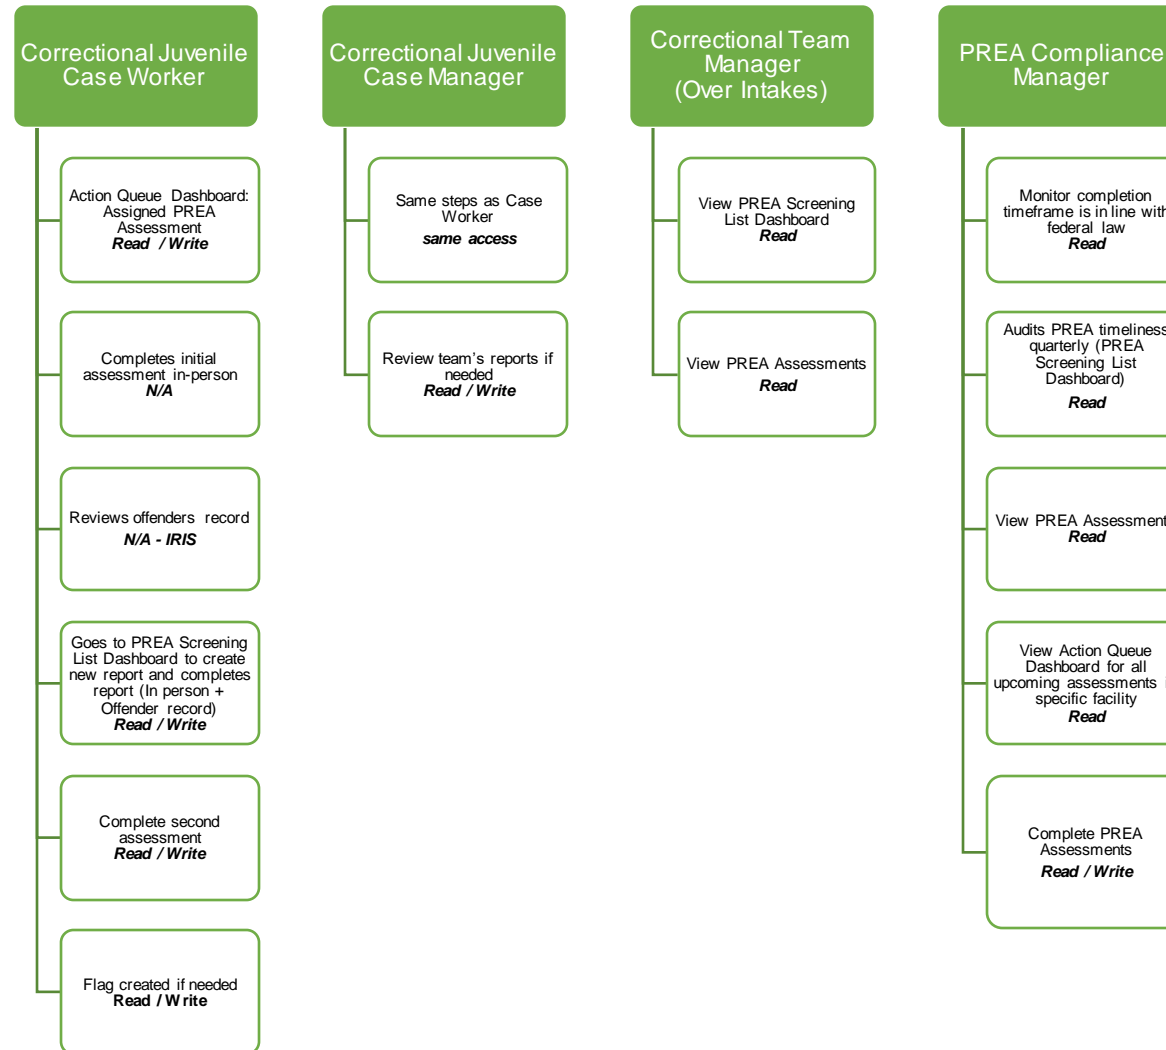 Correctional Juvenile
Case Worker
Action Queue Dashboard:
Assigned PREA
Assessment
Read / Write
Completes initial
assessment in-person
N/A
Reviews offenders record
N/A - IRIS
Goes to PREA Screening
List Dashboard to create
new report and completes
report (In person +
Offender record)
Read / Write
Complete second
assessment
Read / Write
Flag created if needed
Read / Write
Correctional Juvenile
Case Manager
Same steps as Case
Worker
same access
Review team's reports if
needed
Read / Write
Correctional Team
Manager
(Over Intakes)
View PREA Screening
List Dashboard
Read
View PREA Assessments
Read
PREA Compliance
Manager
Monitor completion
timeframe is in line with
federal law
Read
Audits PREA timeliness
quarterly (PREA
Screening List
Dashboard)
Read
View PREA Assessment
Read
View Action Queue
Dashboard for all
upcoming assessments
specific facility
Read
Complete PREA
Assessments
Read / Write